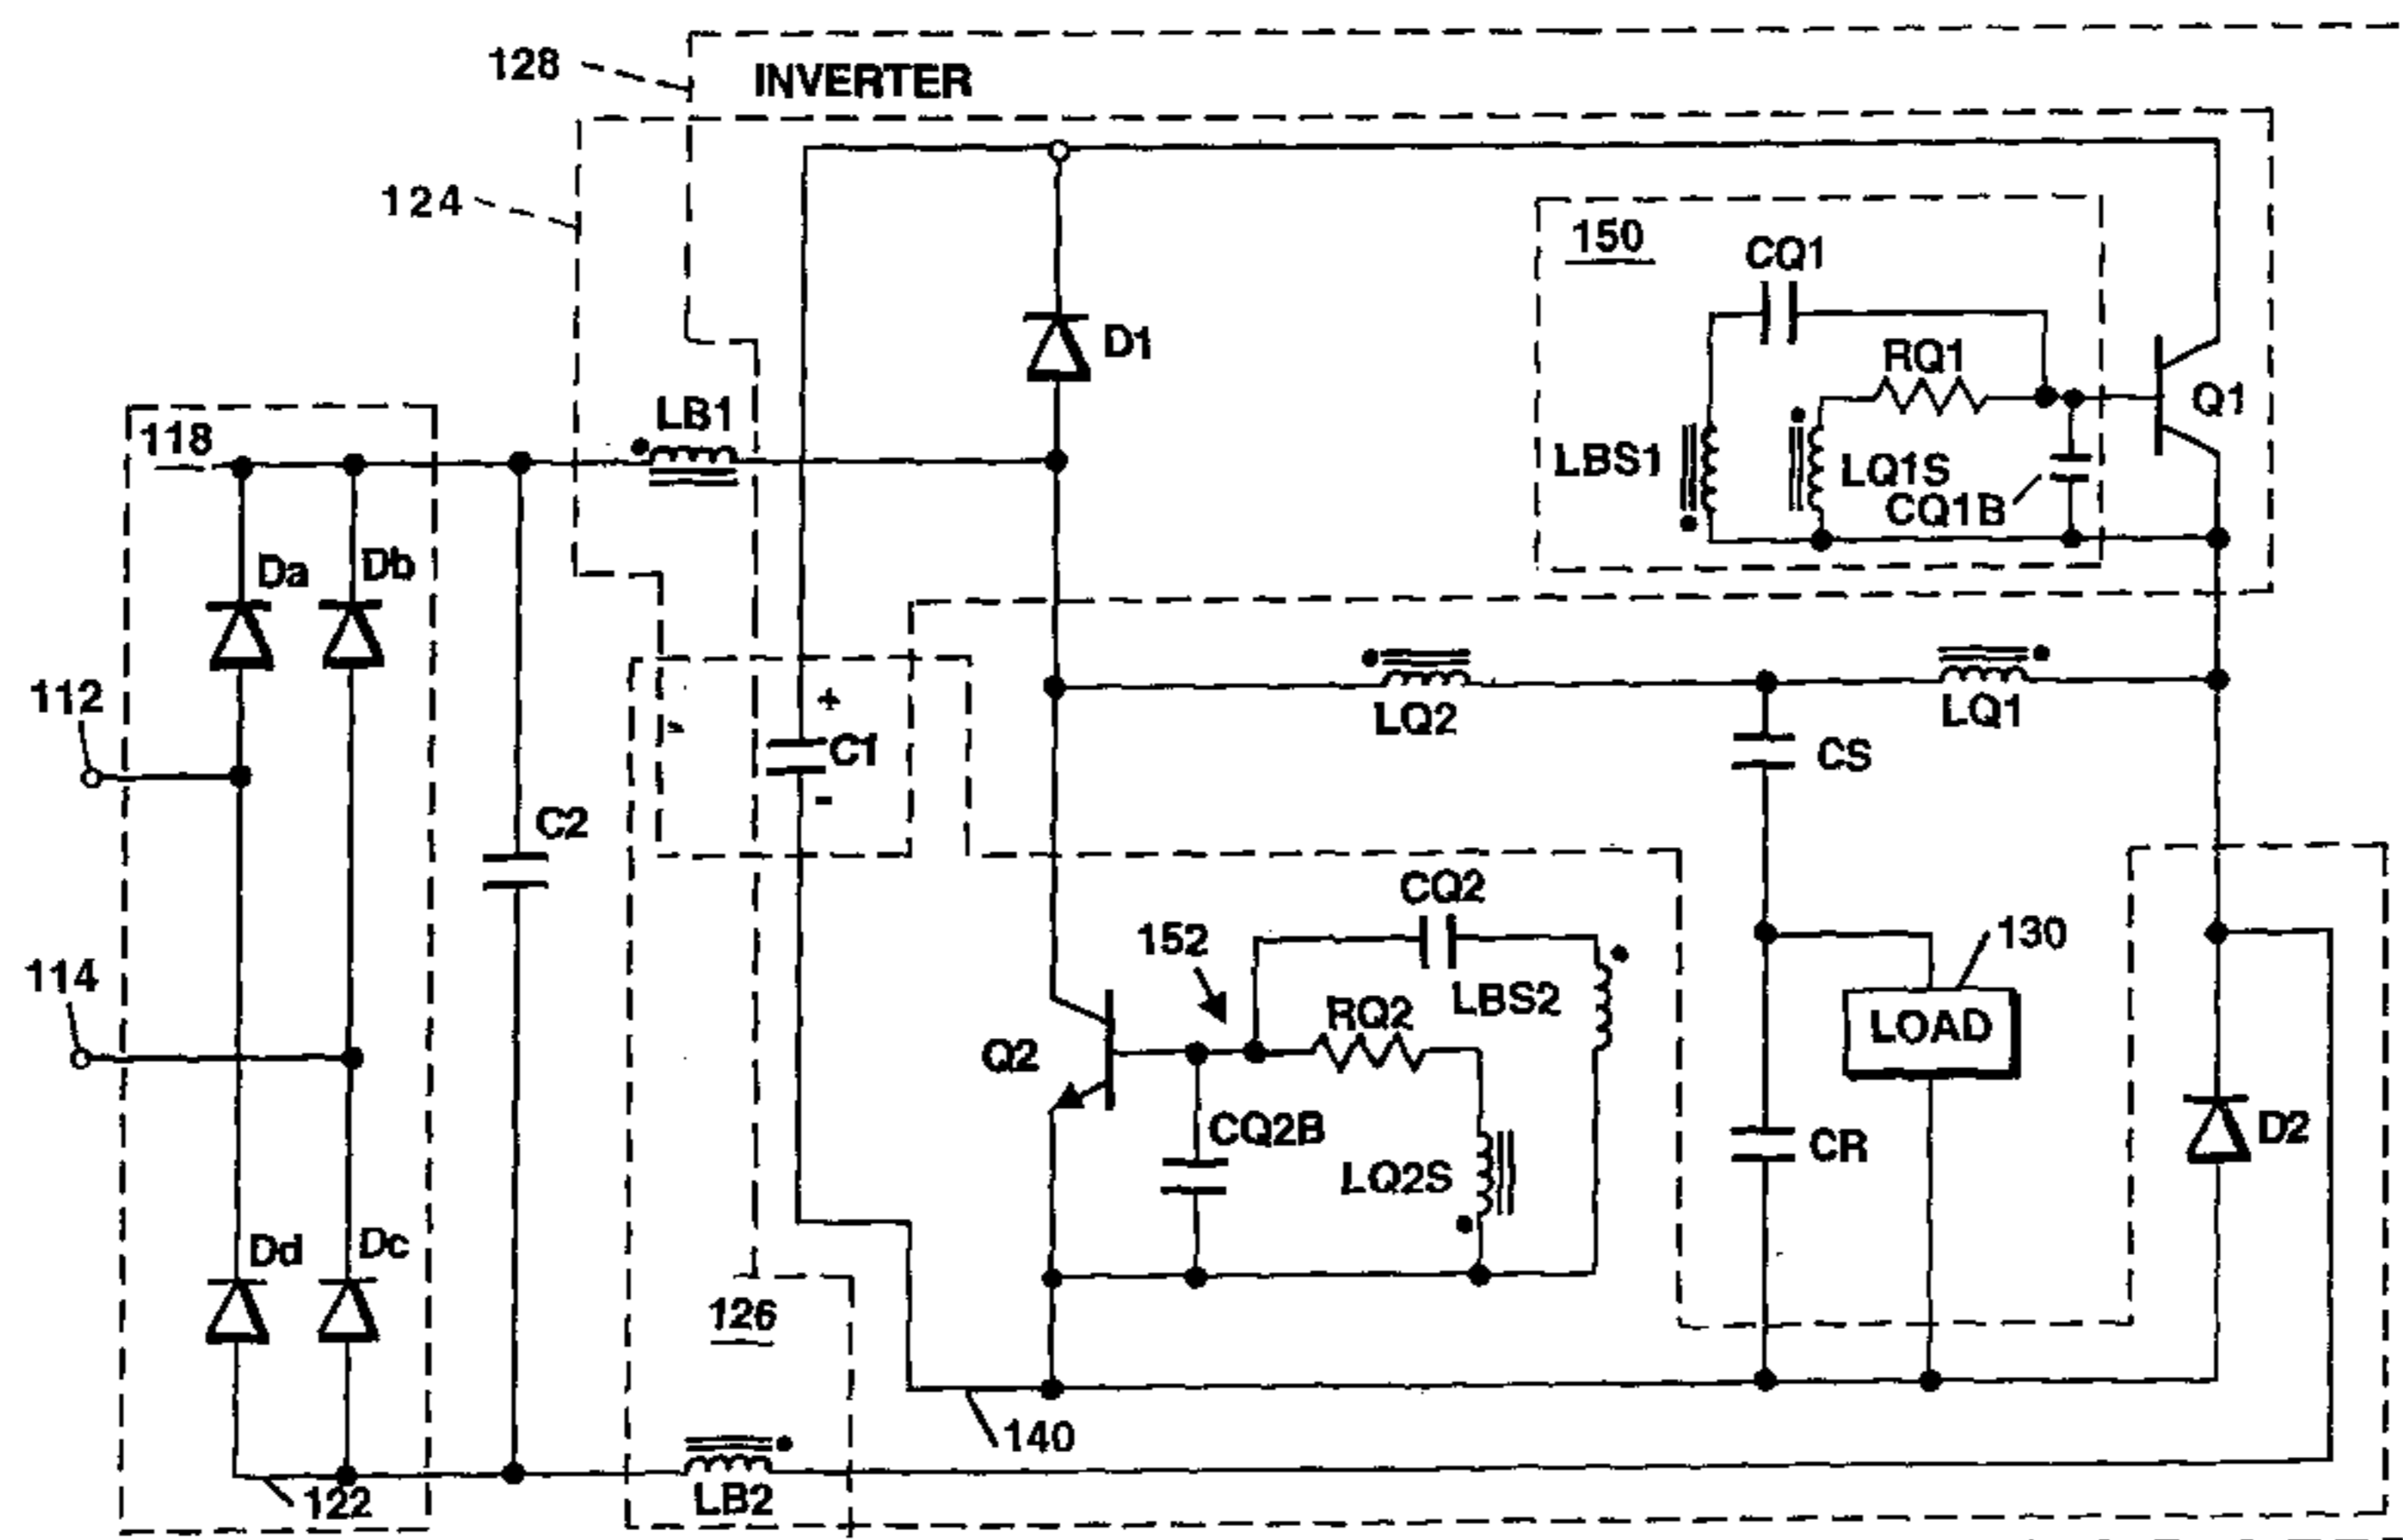 128
INVERTER
124
150
CQ1
RQ1
Q1
D1
LB1
118
LBS1
LQ1S
CQ1B
Da
Db
112
+
C1
-
LQ2
LQ1
CS
C2
CQ2
152
130
114
LBS2
RQ2
LOAD
Q2
CQ2B
D2
LQ2S
CR
Dd
Dc
126
140
LB2
122